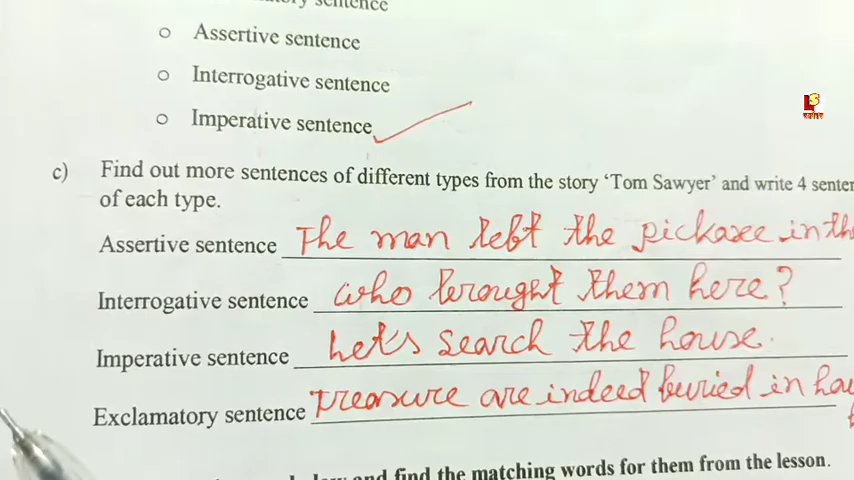 sentence
Assertive sentence
Interrogative sentence
Imperative sentence
c) Find out more sentences of different types from the story ‘Tom Sawyer’ and write 4
of each type.
Assertive sentence The man left the pickaxe in
Interrogative sentence who brought them here?
Imperative sentence Let's search the house.
Exclamatory sentence Treasure are indeed buried in
and find the matching words for them from the lesson.
LS